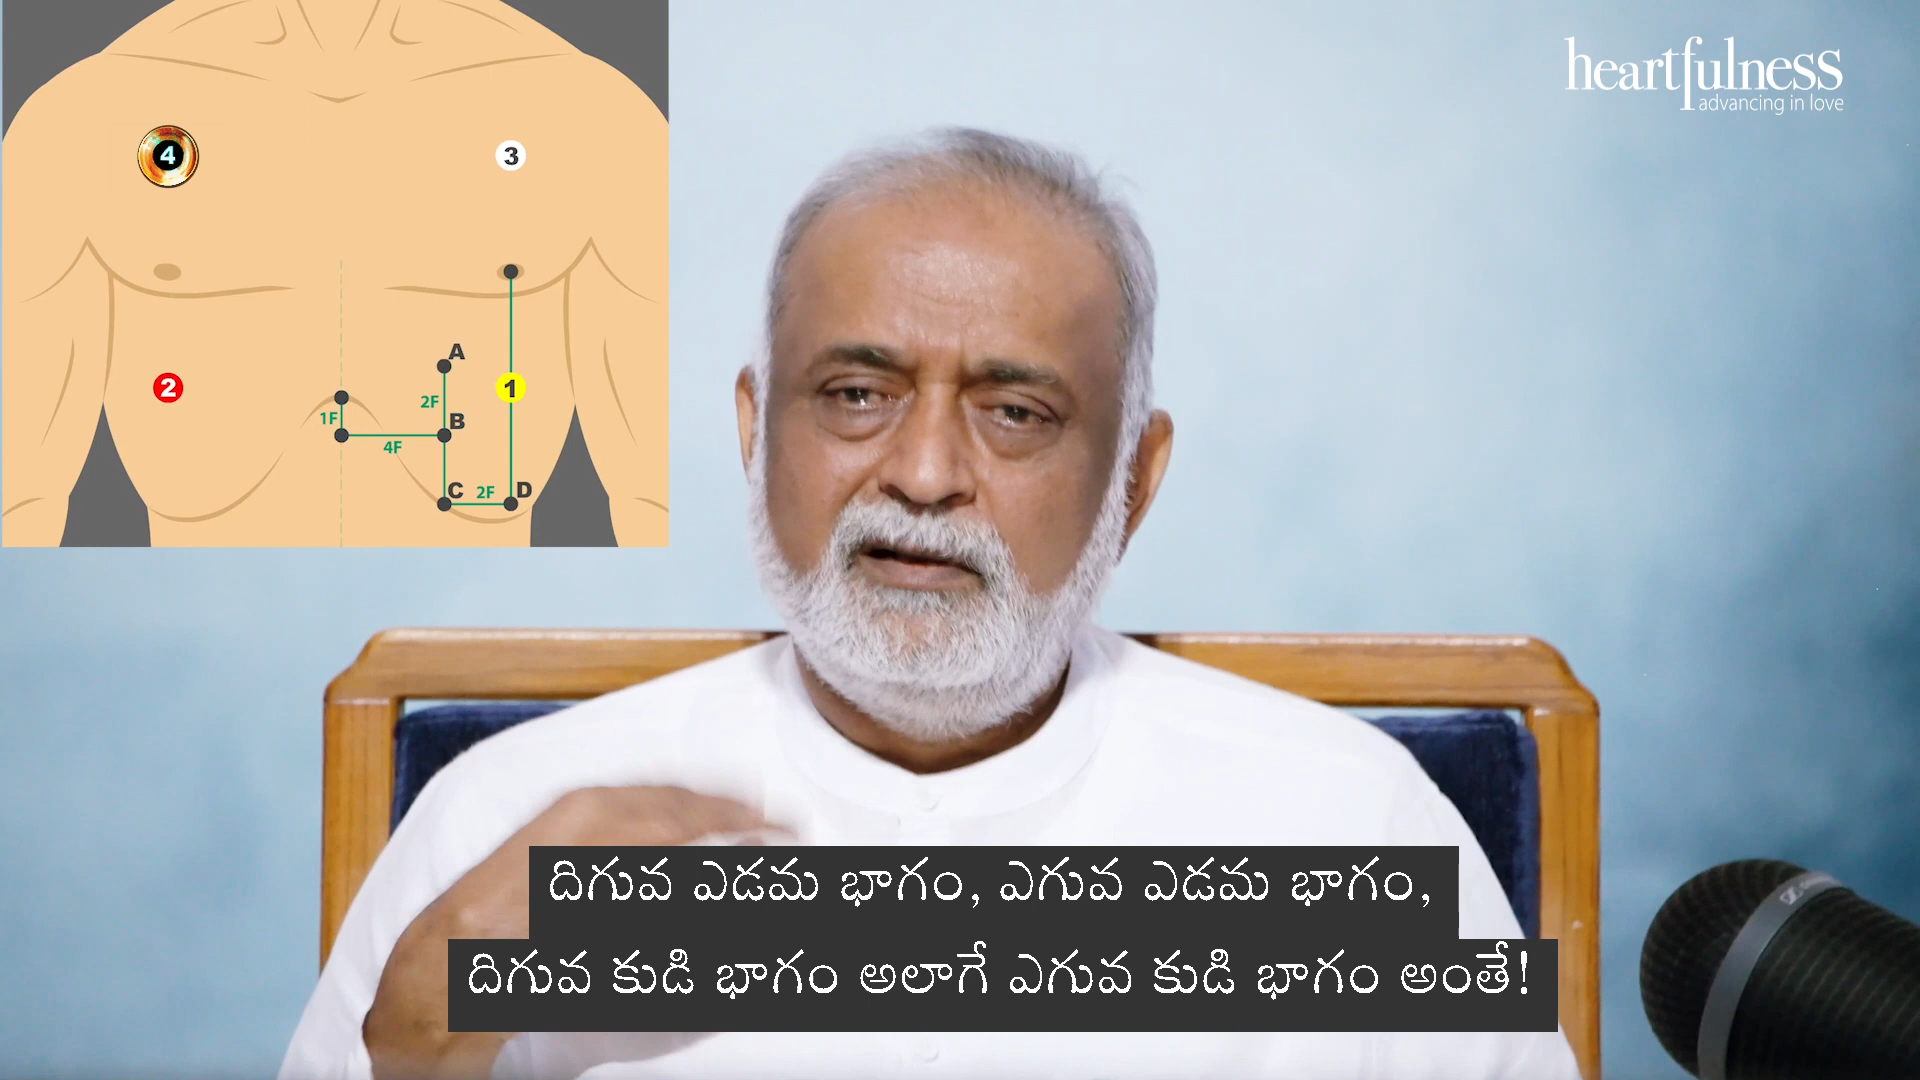 heartfulness
advancing in love
4
3
A
2
1
2F
1F
B
4F
C
2F
D
దిగువ ఎడమ భాగం, ఎగువ ఎడమ భాగం,
దిగువ కుడి భాగం అలాగే ఎగువ కుడి భాగం అంతే!